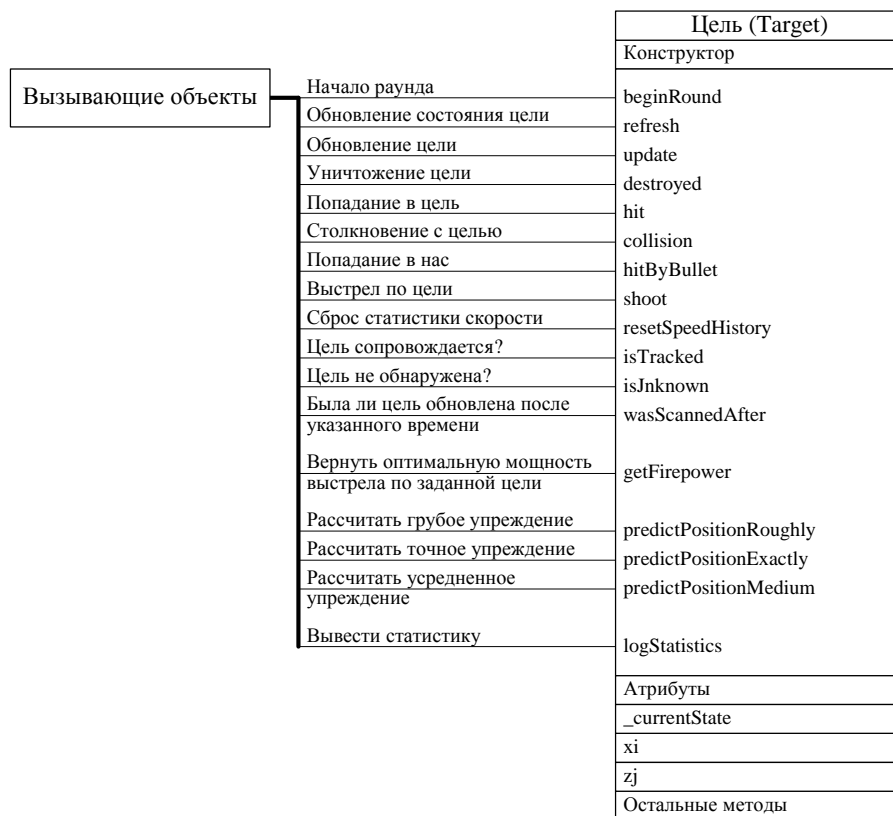 Цель (Target)
Конструктор
Вызывающие объекты
Начало раунда
beginRound
Обновление состояния цели
refresh
Обновление цели
update
Уничтожение цели
destroyed
Попадание в цель
hit
Столкновение с целью
collision
Попадание в нас
hitByBullet
Выстрел по цели
shoot
Сброс статистики скорости
resetSpeedHistory
Цель сопровождается?
isTracked
Цель не обнаружена?
isJnknown
Была ли цель обновлена после
указанного времени
wasScannedAfter
Вернуть оптимальную мощность
выстрела по заданной цели
getFirepower
Рассчитать грубое упреждение
predictPositionRoughly
Рассчитать точное упреждение
predictPositionExactly
Рассчитать усредненное
упреждение
predictPositionMedium
Вывести статистику
logStatistics
Атрибуты
_currentState
xi
zj
Остальные методы